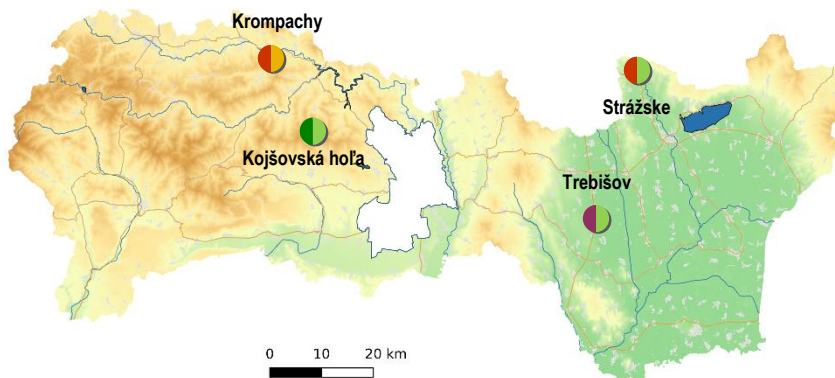 Krompachy
Strážske
Kojšovská hoľa
Trebišov
0 10 20 km